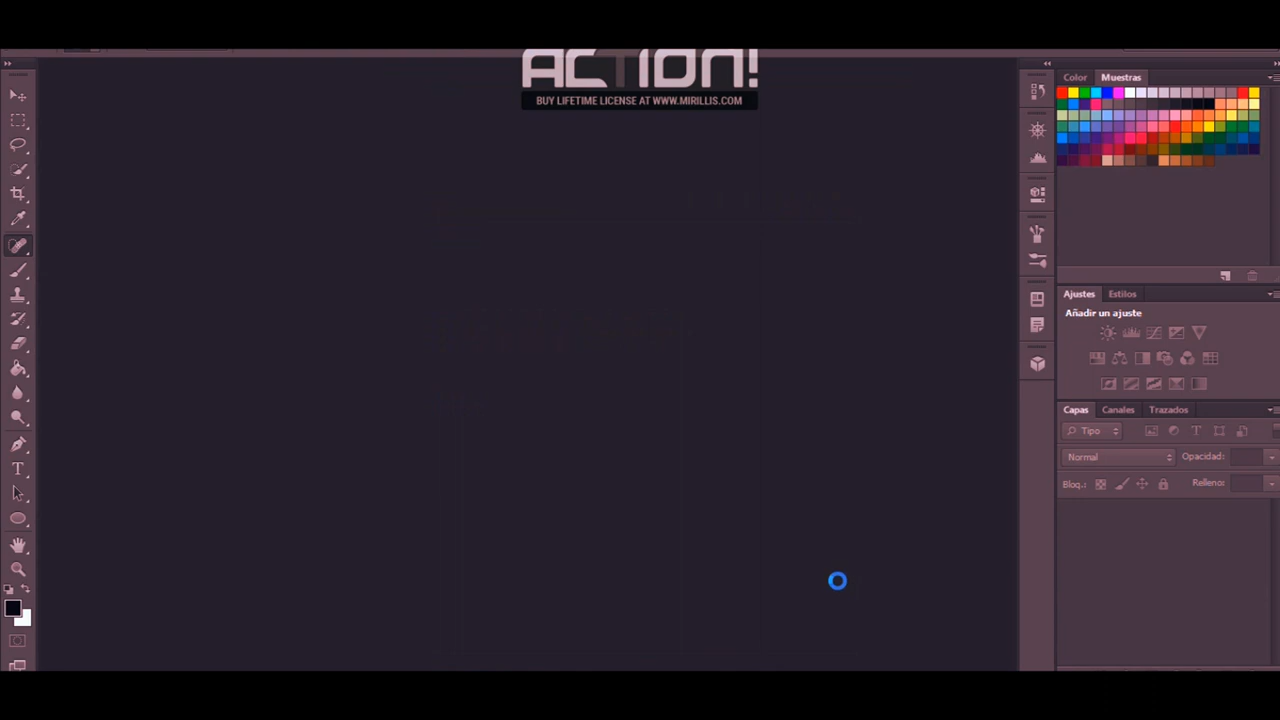 ACTION!
BUY LIFETIME LICENSE AT WWW.MIRILLIS.COM
Color Muestras
Ajustes Estilos
Añadir un ajuste
Capas Canales Trazados
Tipo
Normal Opacidad:
Bloq.: Relleno: